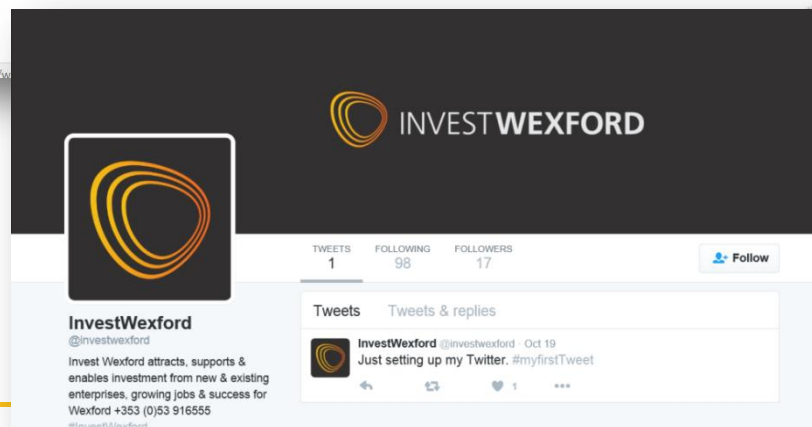 INVESTWEXFORD
TWEETS FOLLOWING FOLLOWERS
1 98 17
Follow
InvestWexford
@investwexford
Invest Wexford attracts, supports &
enables investment from new & existing
enterprises, growing jobs & success for
Wexford +353 (0)53 916555
#InvestWexford
Tweets Tweets & replies
InvestWexford @investwexford · Oct 19
Just setting up my Twitter. #myfirstTweet
1